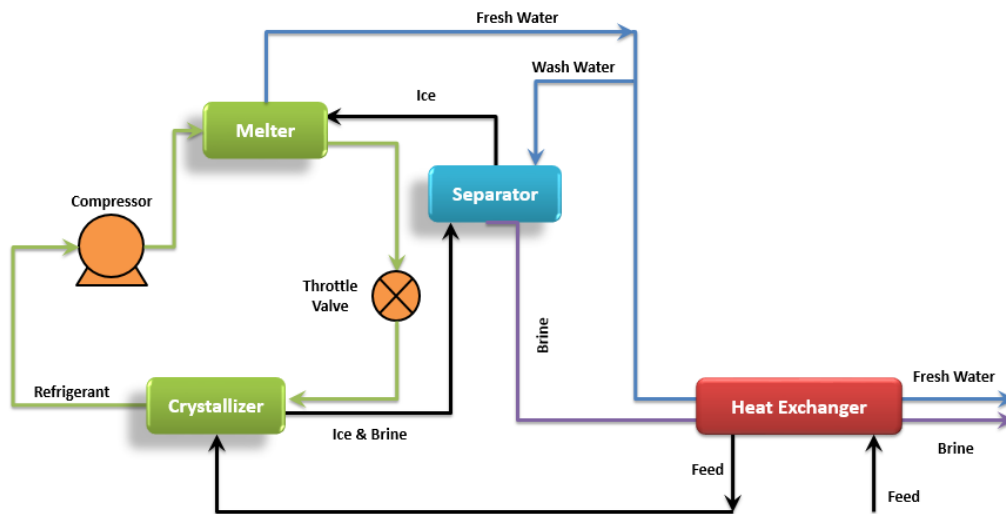 Fresh Water
Wash Water
Ice
Melter
Separator
Compressor
Throttle
Valve
Brine
Refrigerant
Crystallizer
Ice & Brine
Heat Exchanger
Fresh Water
Brine
Feed
Feed